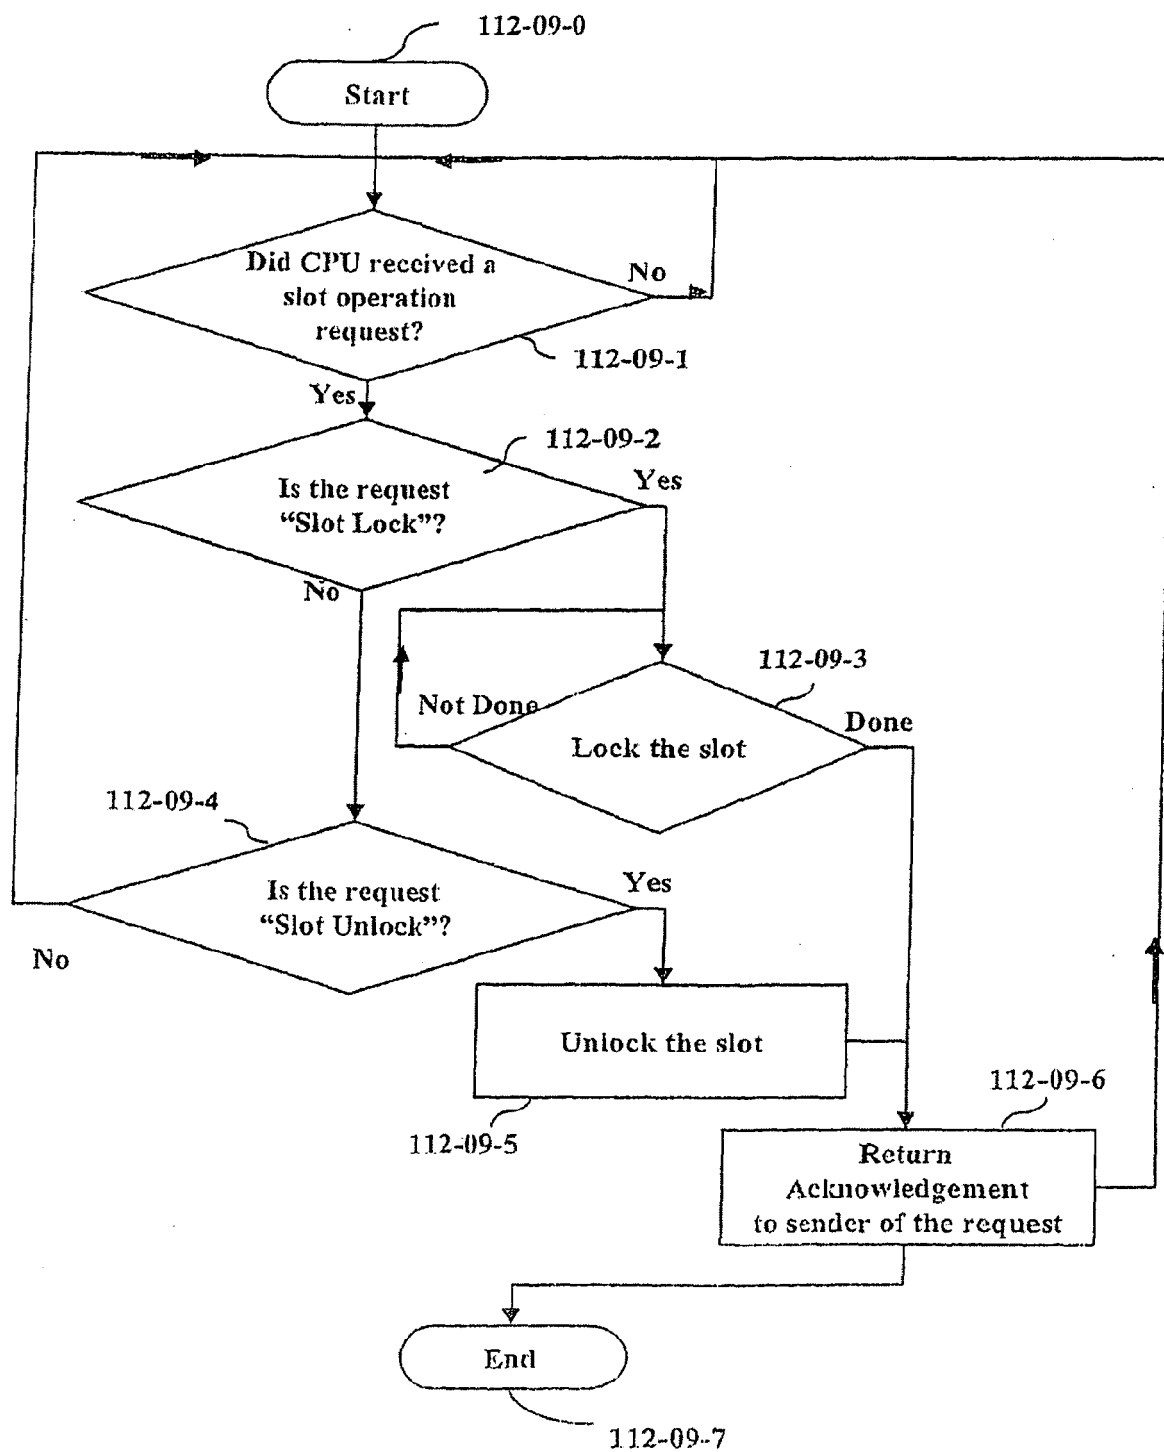 112-09-0
Start
Did CPU received a
slot operation
request?
No
112-09-1
Yes
112-09-2
Is the request
“Slot Lock”?
Yes
No
112-09-3
Not Done
Done
Lock the slot
112-09-4
Is the request
“Slot Unlock”?
Yes
No
Unlock the slot
112-09-5
112-09-6
Return
Acknowledgement
to sender of the request
End
112-09-7